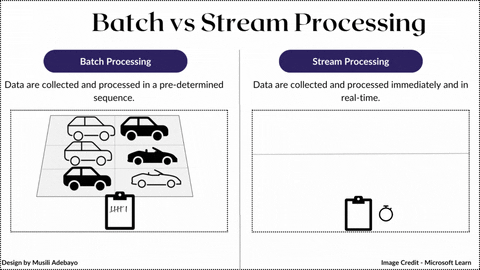 Batch vs Stream Processing
Batch Processing
Data are collected and processed in a pre-determined
sequence.
Stream Processing
Data are collected and processed immediately and in
real-time.
Design by Musili Adebayo
Image Credit - Microsoft Learn